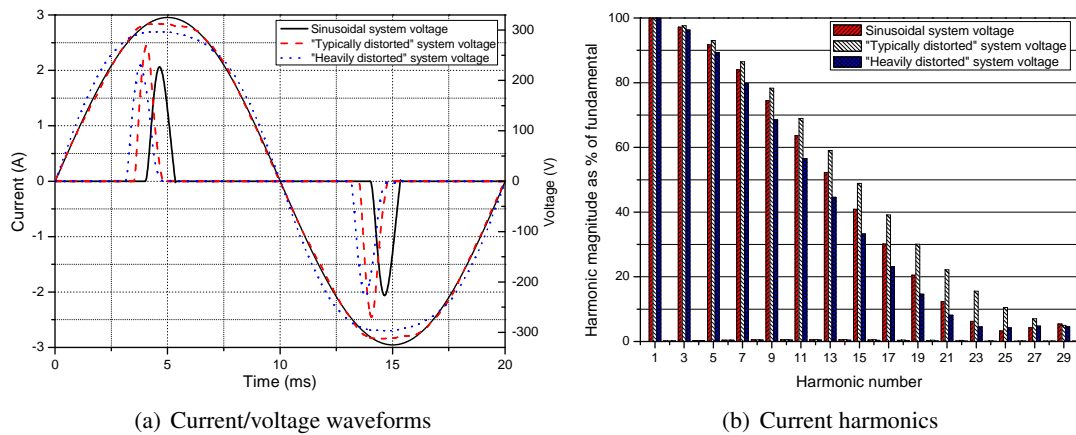 3
2
1
0
-1
-2
-3
Current (A)
300
200
100
0
-100
-200
-300
Voltage (V)
Sinusoidal system voltage
"Typically distorted" system voltage
"Heavily distorted" system voltage
0
5
10
15
20
Time (ms)
(a) Current/voltage waveforms
100
80
60
40
20
0
Harmonic magnitude as % of fundamental
Sinusoidal system voltage
"Typically distorted" system voltage
"Heavily distorted" system voltage
1 3 5 7 9 11 13 15 17 19 21 23 25 27 29
Harmonic number
(b) Current harmonics